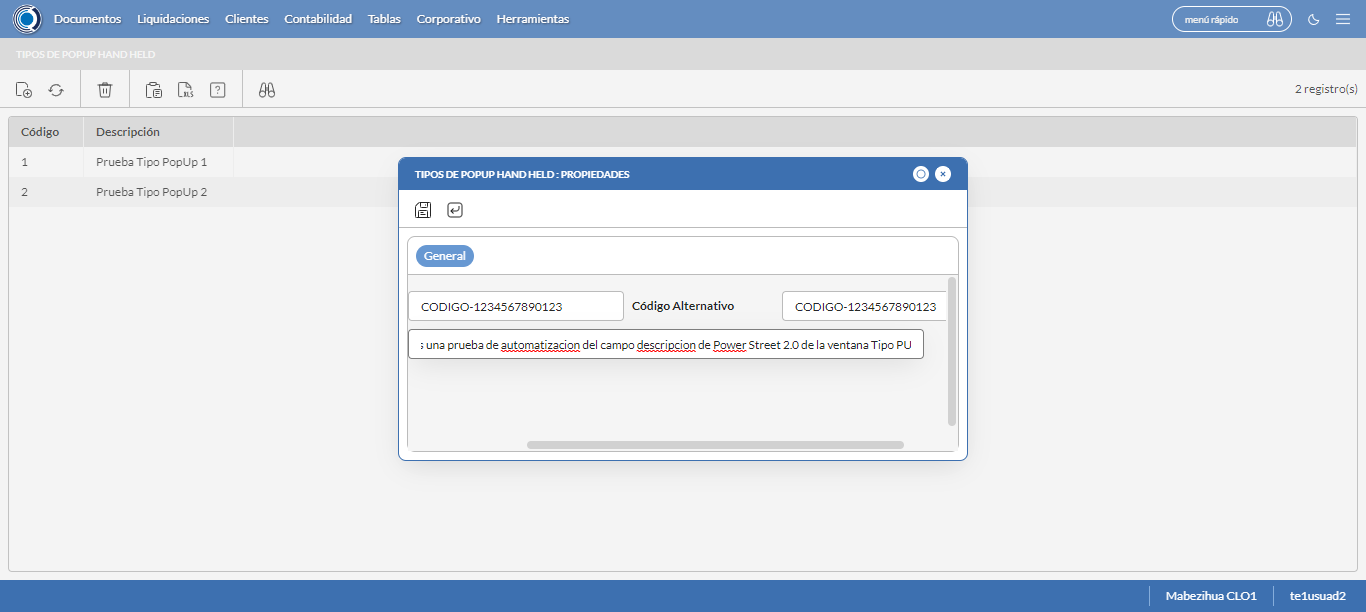 Documentos Liquidaciones Clientes Contabilidad Tablas Corporativo Herramientas menú rápido
TIPOS DE POPUP HAND HELD
XLS ? 2 registro(s)
Código Descripción
1 Prueba Tipo PopUp 1
2 Prueba Tipo PopUp 2
TIPOS DE POPUP HAND HELD : PROPIEDADES
General
CODIGO-1234567890123 Código Alternativo CODIGO-1234567890123
s una prueba de automatizacion del campo descripcion de Power Street 2.0 de la ventana Tipo PU
Mabezihua CLO1 te1usuad2